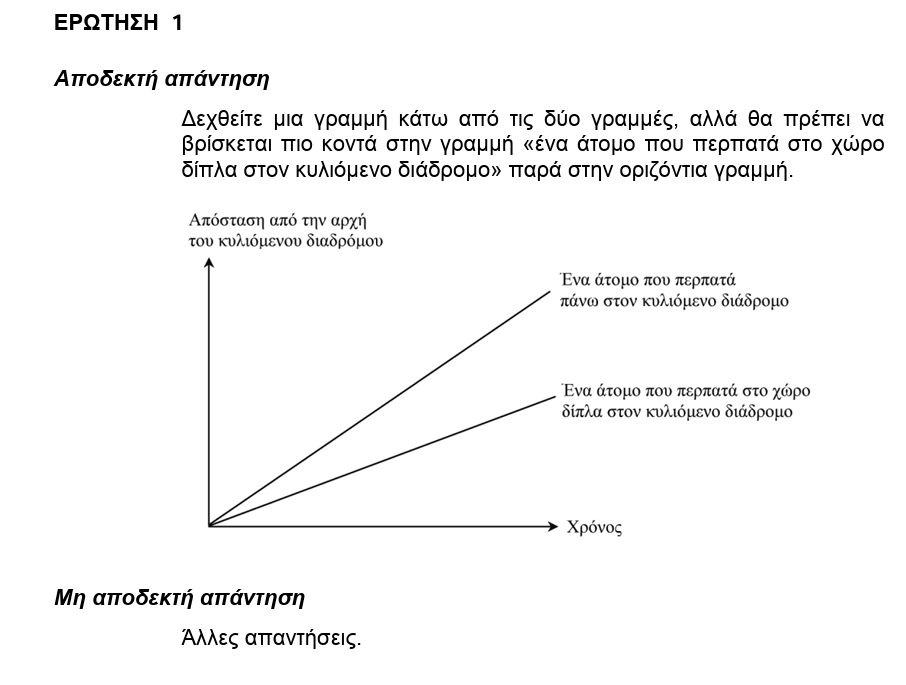 ΕΡΩΤΗΣΗ 1
Αποδεκτή απάντηση
Δεχθείτε μια γραμμή κάτω από τις δύο γραμμές, αλλά θα πρέπει να
βρίσκεται πιο κοντά στην γραμμή «ένα άτομο που περπατά στο χώρο
δίπλα στον κυλιόμενο διάδρομο» παρά στην οριζόντια γραμμή.
Απόσταση από την αρχή
του κυλιόμενου διαδρόμου
Ένα άτομο που περπατά
πάνω στον κυλιόμενο διάδρομο
Ένα άτομο που περπατά στο χώρο
δίπλα στον κυλιόμενο διάδρομο
Χρόνος
Μη αποδεκτή απάντηση
Άλλες απαντήσεις.